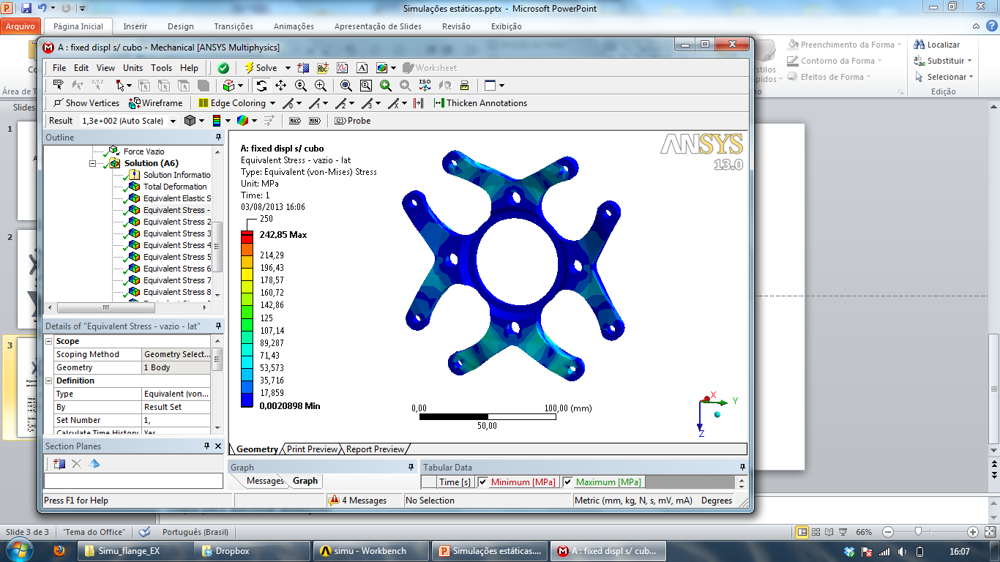 Simulações estáticas.pptx - Microsoft PowerPoint
Arquivo Página Inicial Inserir Design Transições Animações Apresentação de Slides Revisão Exibição
Preenchimento da Forma
Contorno da Forma
Efeitos de Forma
Localizar
Substituir
Selecionar
Edição
Slides
1
2
3
A : fixed displ s/ cubo - Mechanical [ANSYS Multiphysics]
File Edit View Units Tools Help Solve Worksheet
Show Vertices Wireframe Edge Coloring Thicken Annotations
Result 1,3e+002 (Auto Scale) MAX MIN Probe
Outline
Force Vazio
Solution (A6)
Solution Informatio
Total Deformation
Equivalent Elastic S
Equivalent Stress -
Equivalent Stress 2
Equivalent Stress 3
Equivalent Stress 4
Equivalent Stress 5
Equivalent Stress 6
Equivalent Stress 7
Equivalent Stress 8
Details of "Equivalent Stress - vazio - lat"
Scope
Scoping Method Geometry Select...
Geometry 1 Body
Definition
Type Equivalent (von...
By Result Set
Set Number 1,
Calculate Time History Yes
Section Planes
A: fixed displ s/ cubo
Equivalent Stress - vazio - lat
Type: Equivalent (von-Mises) Stress
Unit: MPa
Time: 1
03/08/2013 16:06
250
242,85 Max
214,29
196,43
178,57
160,72
142,86
125
107,14
89,287
71,43
53,573
35,716
17,859
0,0020898 Min
ANSYS
13.0
0,00 100,00 (mm)
50,00
X
Y
Z
Geometry Print Preview Report Preview
Graph
Messages Graph
Tabular Data
Time [s] Minimum [MPa] Maximum [MPa]
Press F1 for Help 4 Messages No Selection Metric (mm, kg, N, s, mV, mA) Degrees
Slide 3 de 3 "Tema do Office" Português (Brasil) 66%
Simu_flange_EX Dropbox simu - Workbench Simulações estáticas.... A : fixed displ s/ cub... 16:07